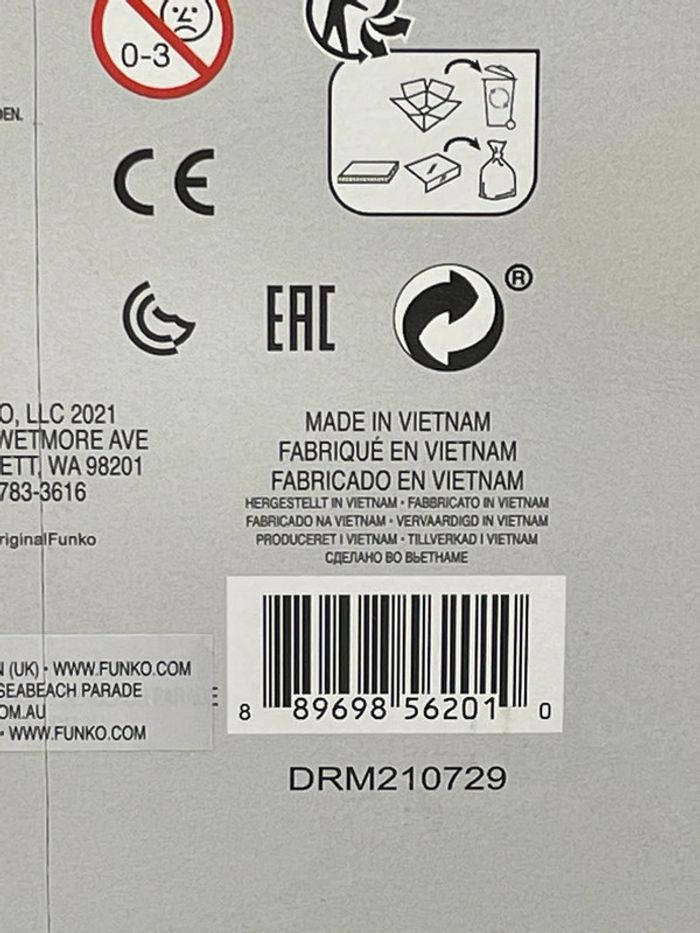 0-3
DEN.
CE
EAC
®
O, LLC 2021
WETMORE AVE
ETT, WA 98201
783-3616
riginalFunko
MADE IN VIETNAM
FABRIQUÉ EN VIETNAM
FABRICADO EN VIETNAM
HERGESTELLT IN VIETNAM • FABBRICATO IN VIETNAM
FABRICADO NA VIETNAM • VERVAARDIGD IN VIETNAM
PRODUCERET I VIETNAM • TILLVERKAD I VIETNAM
СДЕЛАНО ВО ВЬЕТНАМЕ
N (UK) • WWW.FUNKO.COM
SEABEACH PARADE
OM.AU
• WWW.FUNKO.COM
8 89698 56201 0
DRM210729